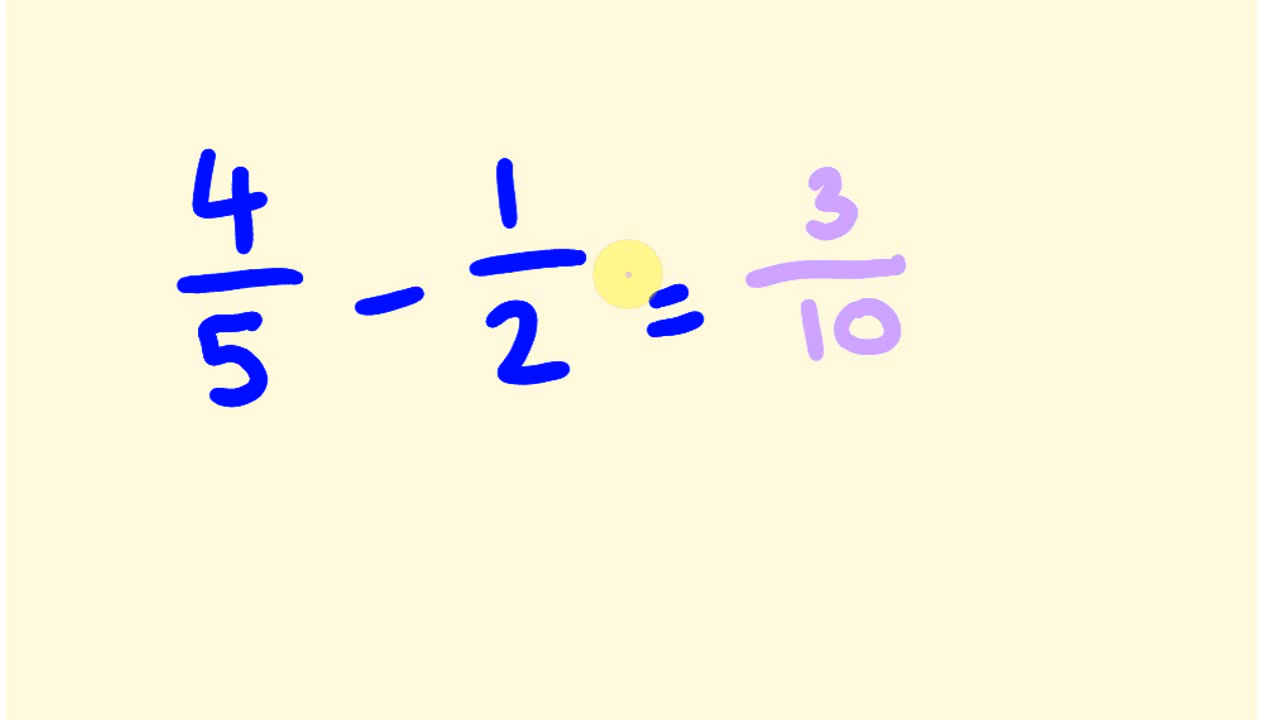 4/5 - 1/2 = 3/10